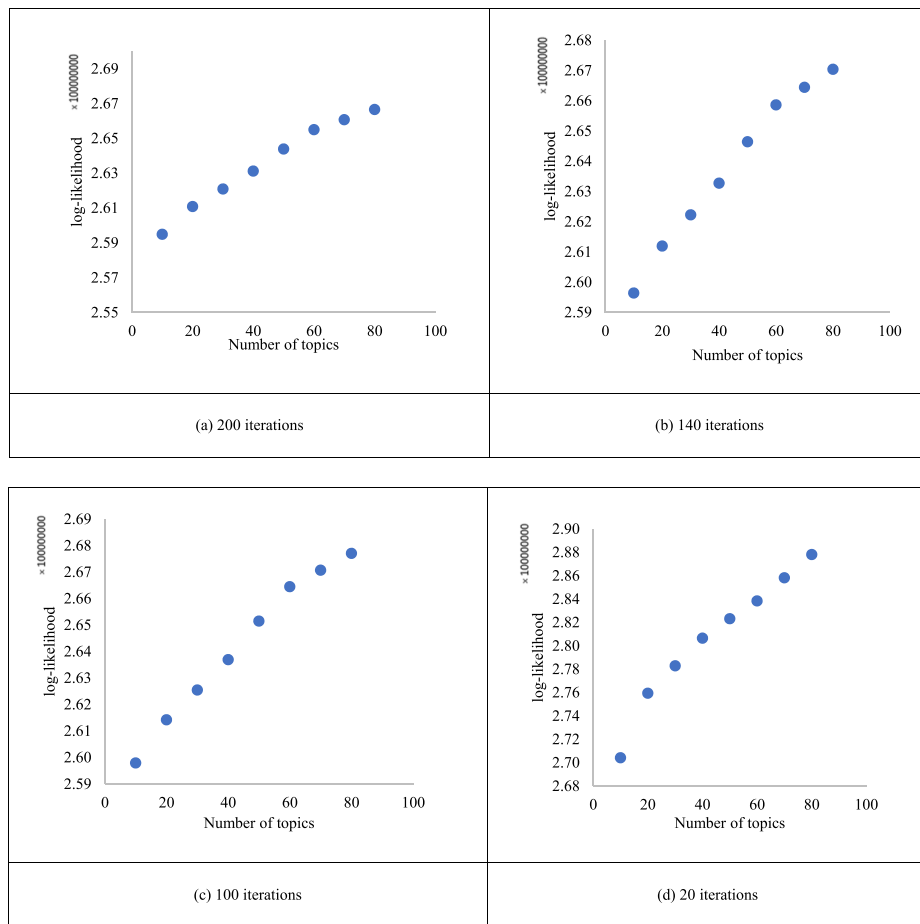 ×100000000
log-likelihood
2.69
2.67
2.65
2.63
2.61
2.59
2.57
2.55
0 20 40 60 80 100
Number of topics
(a) 200 iterations
×100000000
log-likelihood
2.68
2.67
2.66
2.65
2.64
2.63
2.62
2.61
2.60
2.59
0 20 40 60 80 100
Number of topics
(b) 140 iterations
×100000000
log-likelihood
2.69
2.68
2.67
2.66
2.65
2.64
2.63
2.62
2.61
2.60
2.59
0 20 40 60 80 100
Number of topics
(c) 100 iterations
×100000000
log-likelihood
2.90
2.88
2.86
2.84
2.82
2.80
2.78
2.76
2.74
2.72
2.70
2.68
0 20 40 60 80 100
Number of topics
(d) 20 iterations